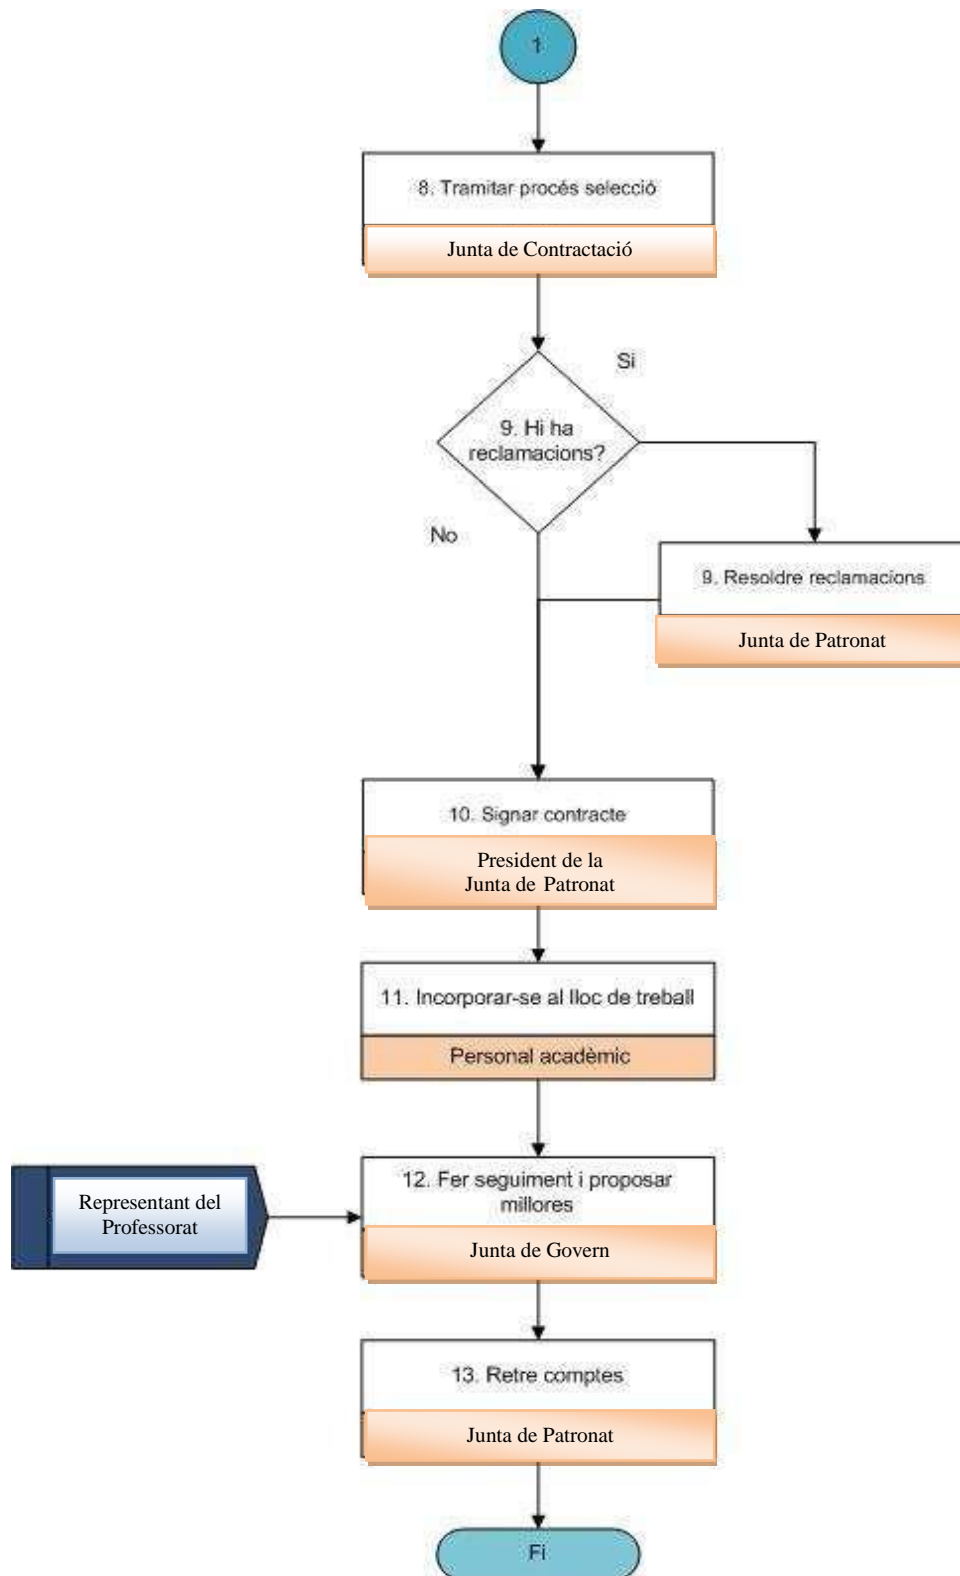 1
8. Tramitar procés selecció
Junta de Contractació
Si
9. Hi ha
reclamacions?
No
9. Resoldre reclamacions
Junta de Patronat
10. Signar contracte
President de la
Junta de Patronat
11. Incorporar-se al lloc de treball
Personal acadèmic
12. Fer seguiment i proposar
millores
Representant del
Professorat
Junta de Govern
13. Retre comptes
Junta de Patronat
Fi